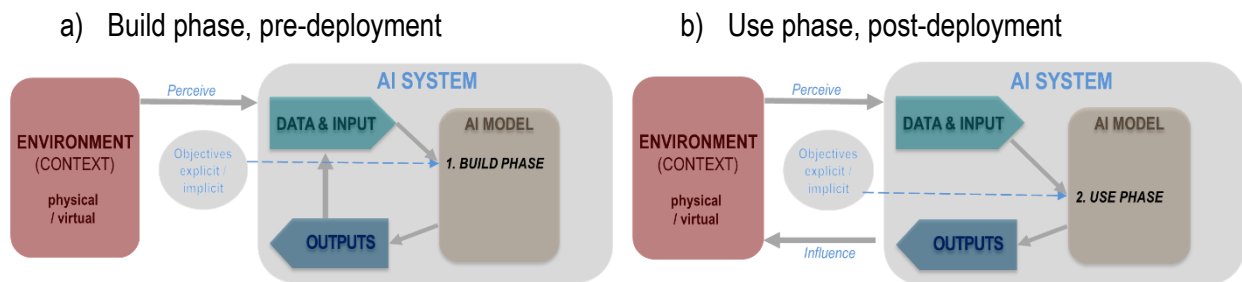 a) Build phase, pre-deployment
AI SYSTEM
Perceive
DATA & INPUT
AI MODEL
ENVIRONMENT
(CONTEXT)
physical
/ virtual
Objectives
explicit /
implicit
1. BUILD PHASE
OUTPUTS
b) Use phase, post-deployment
AI SYSTEM
Perceive
DATA & INPUT
AI MODEL
ENVIRONMENT
(CONTEXT)
physical
/ virtual
Objectives
explicit /
implicit
2. USE PHASE
OUTPUTS
Influence